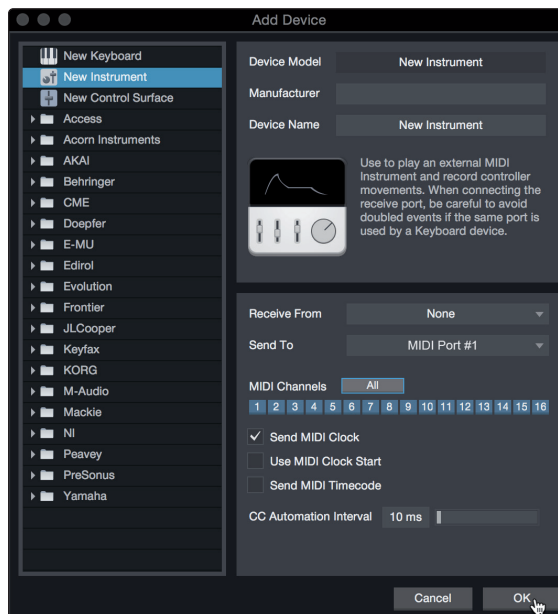 Add Device
New Keyboard
New Instrument
New Control Surface
Access
Acorn Instruments
AKAI
Behringer
CME
Doepfer
E-MU
Edirol
Evolution
Frontier
JLCooper
Keyfax
KORG
M-Audio
Mackie
NI
Peavey
PreSonus
Yamaha
Device Model New Instrument
Manufacturer
Device Name New Instrument
Use to play an external MIDI
Instrument and record controller
movements. When connecting the
receive port, be careful to avoid
doubled events if the same port is
used by a Keyboard device.
Receive From None
Send To MIDI Port #1
MIDI Channels All
1 2 3 4 5 6 7 8 9 10 11 12 13 14 15 16
Send MIDI Clock
Use MIDI Clock Start
Send MIDI Timecode
CC Automation Interval 10 ms
Cancel OK